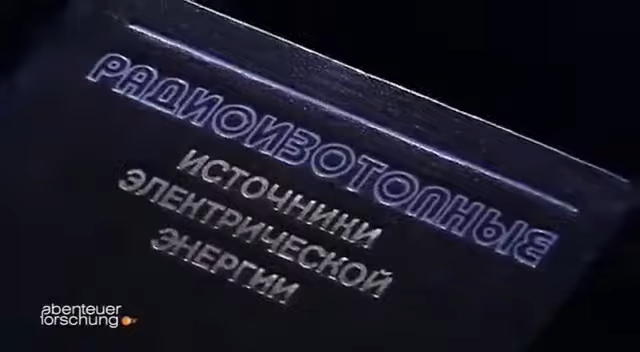 РАДИОИЗОТОПНЫЕ
ИСТОЧНИКИ
ЭЛЕКТРИЧЕСКОЙ
ЭНЕРГИИ
abenteuer
forschung